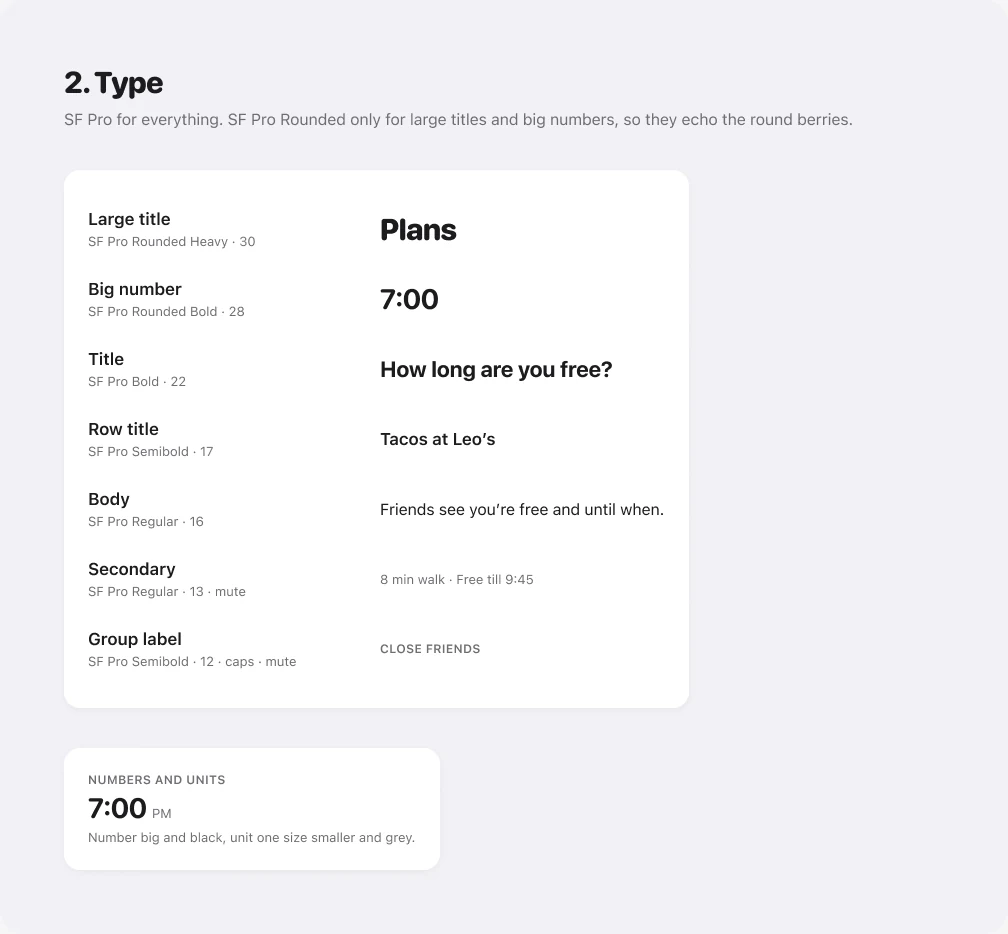 2. Type
SF Pro for everything. SF Pro Rounded only for large titles and big numbers, so they echo the round berries.
Large title
SF Pro Rounded Heavy · 30
Plans
Big number
SF Pro Rounded Bold · 28
7:00
Title
SF Pro Bold · 22
How long are you free?
Row title
SF Pro Semibold · 17
Tacos at Leo’s
Body
SF Pro Regular · 16
Friends see you’re free and until when.
Secondary
SF Pro Regular · 13 · mute
8 min walk · Free till 9:45
Group label
SF Pro Semibold · 12 · caps · mute
CLOSE FRIENDS
NUMBERS AND UNITS
7:00 PM
Number big and black, unit one size smaller and grey.